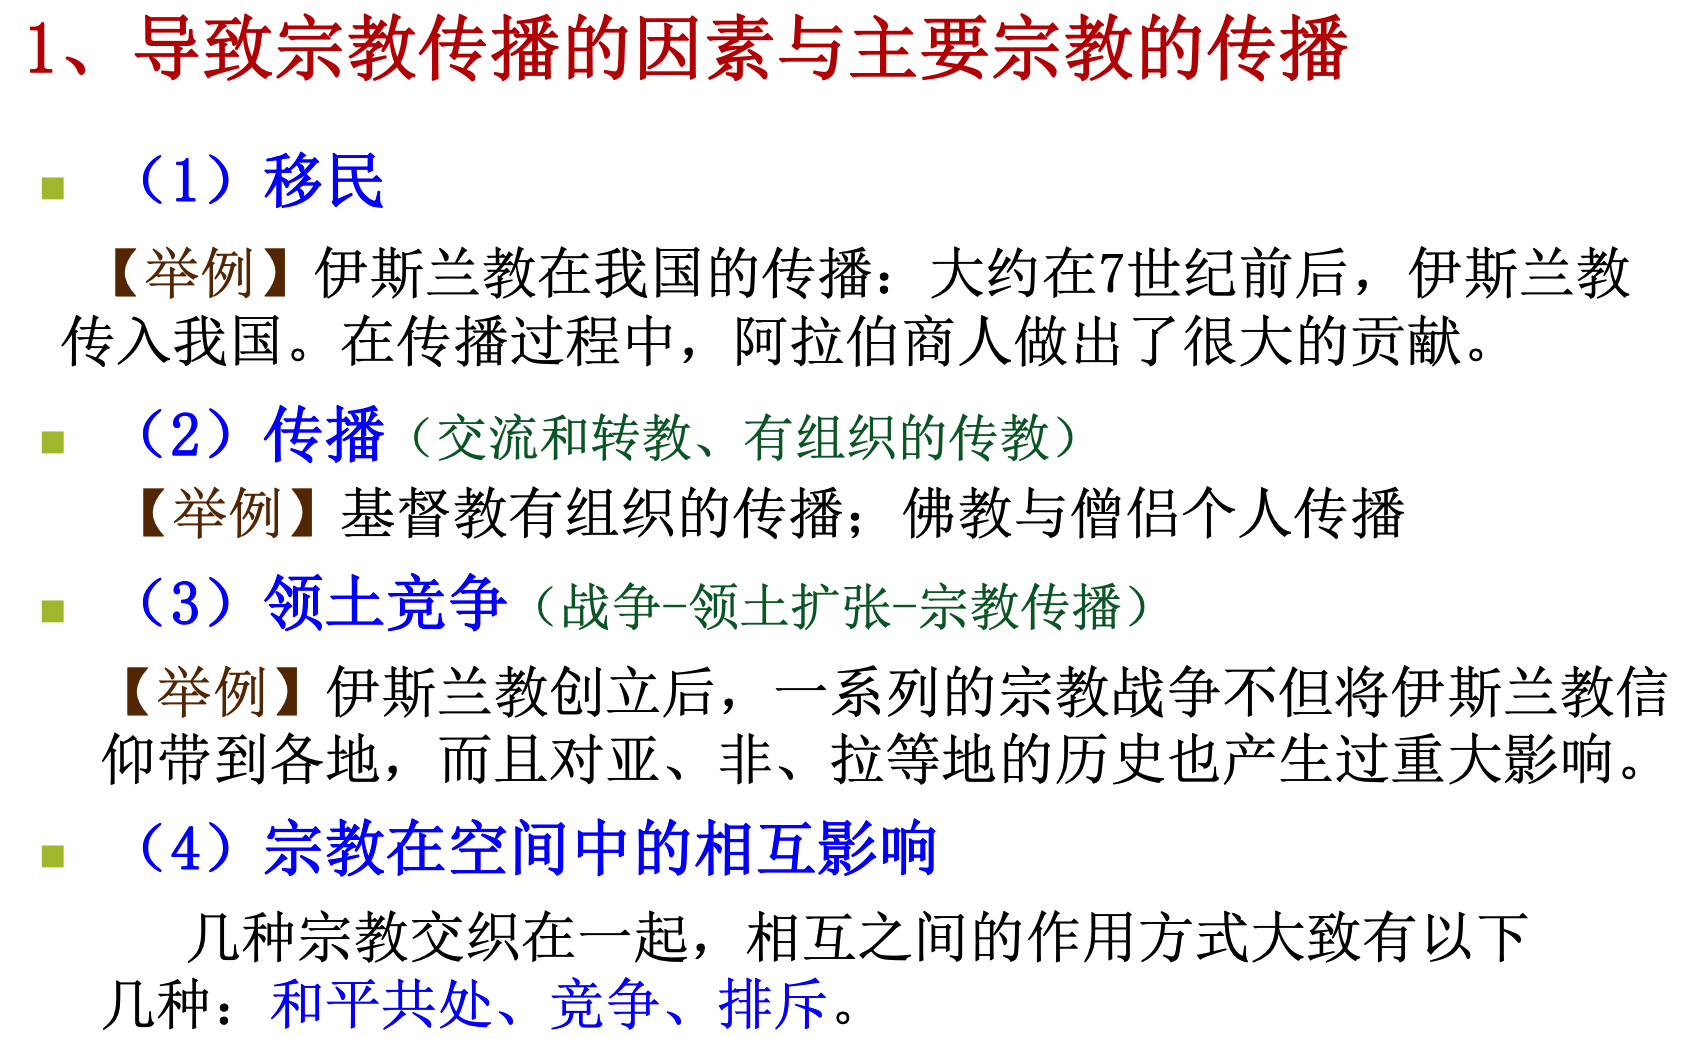 1、导致宗教传播的因素与主要宗教的传播
（1）移民
【举例】伊斯兰教在我国的传播：大约在7世纪前后，伊斯兰教
传入我国。在传播过程中，阿拉伯商人做出了很大的贡献。
（2）传播（交流和转教、有组织的传教）
【举例】基督教有组织的传播；佛教与僧侣个人传播
（3）领土竞争（战争-领土扩张-宗教传播）
【举例】伊斯兰教创立后，一系列的宗教战争不但将伊斯兰教信
仰带到各地，而且对亚、非、拉等地的历史也产生过重大影响。
（4）宗教在空间中的相互影响
几种宗教交织在一起，相互之间的作用方式大致有以下
几种：和平共处、竞争、排斥。